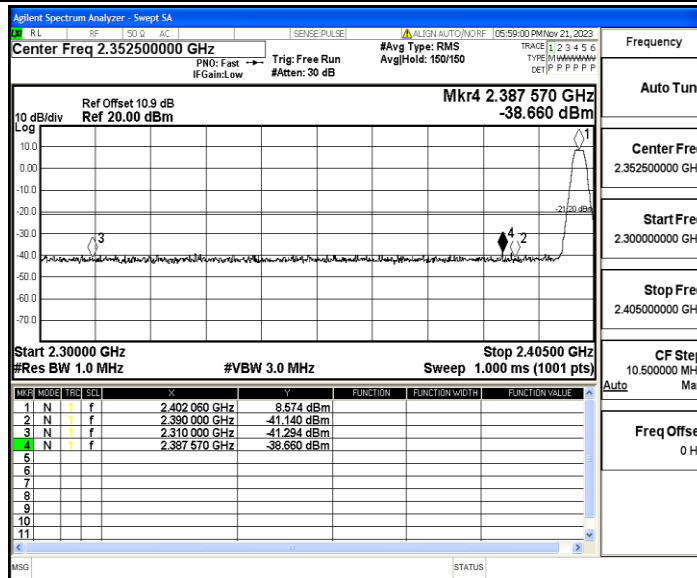 Agilent Spectrum Analyzer - Swept SA
RL RF 50 Ω AC SENSE:PULSE ALIGN AUTO/NO RF 05:59:00 PM Nov 21, 2023
Center Freq 2.352500000 GHz #Avg Type: RMS TRACE 1 2 3 4 5 6
PNO: Fast Trig: Free Run Avg|Hold: 150/150 TYPE M
IFGain:Low #Atten: 30 dB DET P P P P P P
Mkr4 2.387 570 GHz
Ref Offset 10.9 dB
10 dB/div Ref 20.00 dBm -38.660 dBm
Log
1
10.0
0.00
-10.0
-21.20 dBm
-20.0
-30.0
3 4 2
-40.0
-50.0
-60.0
-70.0
Start 2.30000 GHz Stop 2.40500 GHz
#Res BW 1.0 MHz #VBW 3.0 MHz Sweep 1.000 ms (1001 pts)
MKR MODE TRC SCL X Y FUNCTION FUNCTION WIDTH FUNCTION VALUE
1 N 1 f 2.402 060 GHz 8.574 dBm
2 N 1 f 2.390 000 GHz -41.140 dBm
3 N 1 f 2.310 000 GHz -41.294 dBm
4 N 1 f 2.387 570 GHz -38.660 dBm
5
6
7
8
9
10
11
MSG STATUS
Frequency
Auto Tun
Center Fre
2.352500000 GH
Start Fre
2.300000000 GH
Stop Fre
2.405000000 GH
CF Step
10.500000 MH
Auto Ma
Freq Offse
0 H